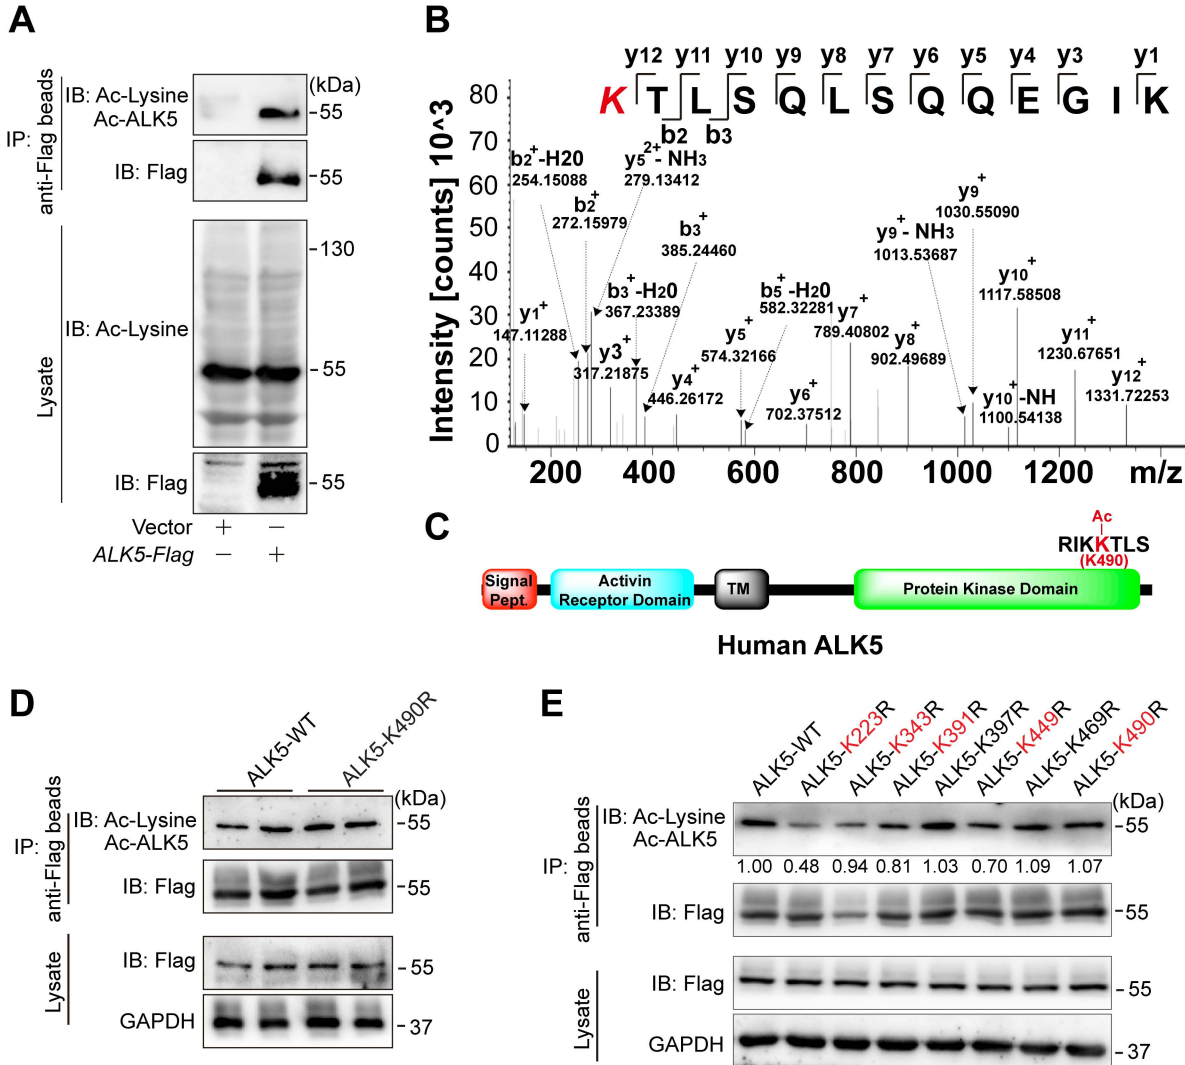 A
(kDa)
IP:
anti-Flag beads
IB: Ac-Lysine
Ac-ALK5
-55
IB: Flag
-55
Lysate
IB: Ac-Lysine
-130
-55
IB: Flag
-55
Vector + −
ALK5-Flag − +
B
y12 y11 y10 y9 y8 y7 y6 y5 y4 y3 y1
K T L S Q L S Q Q E G I K
b2 b3
Intensity [counts] 10^3
80
70
60
50
40
30
20
10
0
b2+-H20
254.15088
y5 2+- NH3
279.13412
b2+
272.15979
b3+
385.24460
y9+
1030.55090
y9+- NH3
1013.53687
b3+-H20
367.23389
b5+-H20
582.32281
y10+
1117.58508
y1+
147.11288
y3+
317.21875
y5+
574.32166
y7+
789.40802
y8+
902.49689
y11+
1230.67651
y4+
446.26172
y6+
702.37512
y10+-NH
1100.54138
y12+
1331.72253
200 400 600 800 1000 1200 m/z
C
Ac
RIKKTLS
(K490)
Signal
Pept.
Activin
Receptor Domain
TM
Protein Kinase Domain
Human ALK5
D
ALK5-WT
ALK5-K490R
(kDa)
IP:
anti-Flag beads
IB: Ac-Lysine
Ac-ALK5
-55
IB: Flag
-55
Lysate
IB: Flag
-55
GAPDH
-37
E
ALK5-WT
ALK5-K223R
ALK5-K343R
ALK5-K391R
ALK5-K397R
ALK5-K449R
ALK5-K469R
ALK5-K490R
(kDa)
IP:
anti-Flag beads
IB: Ac-Lysine
Ac-ALK5
-55
1.00 0.48 0.94 0.81 1.03 0.70 1.09 1.07
IB: Flag
-55
Lysate
IB: Flag
-55
GAPDH
-37